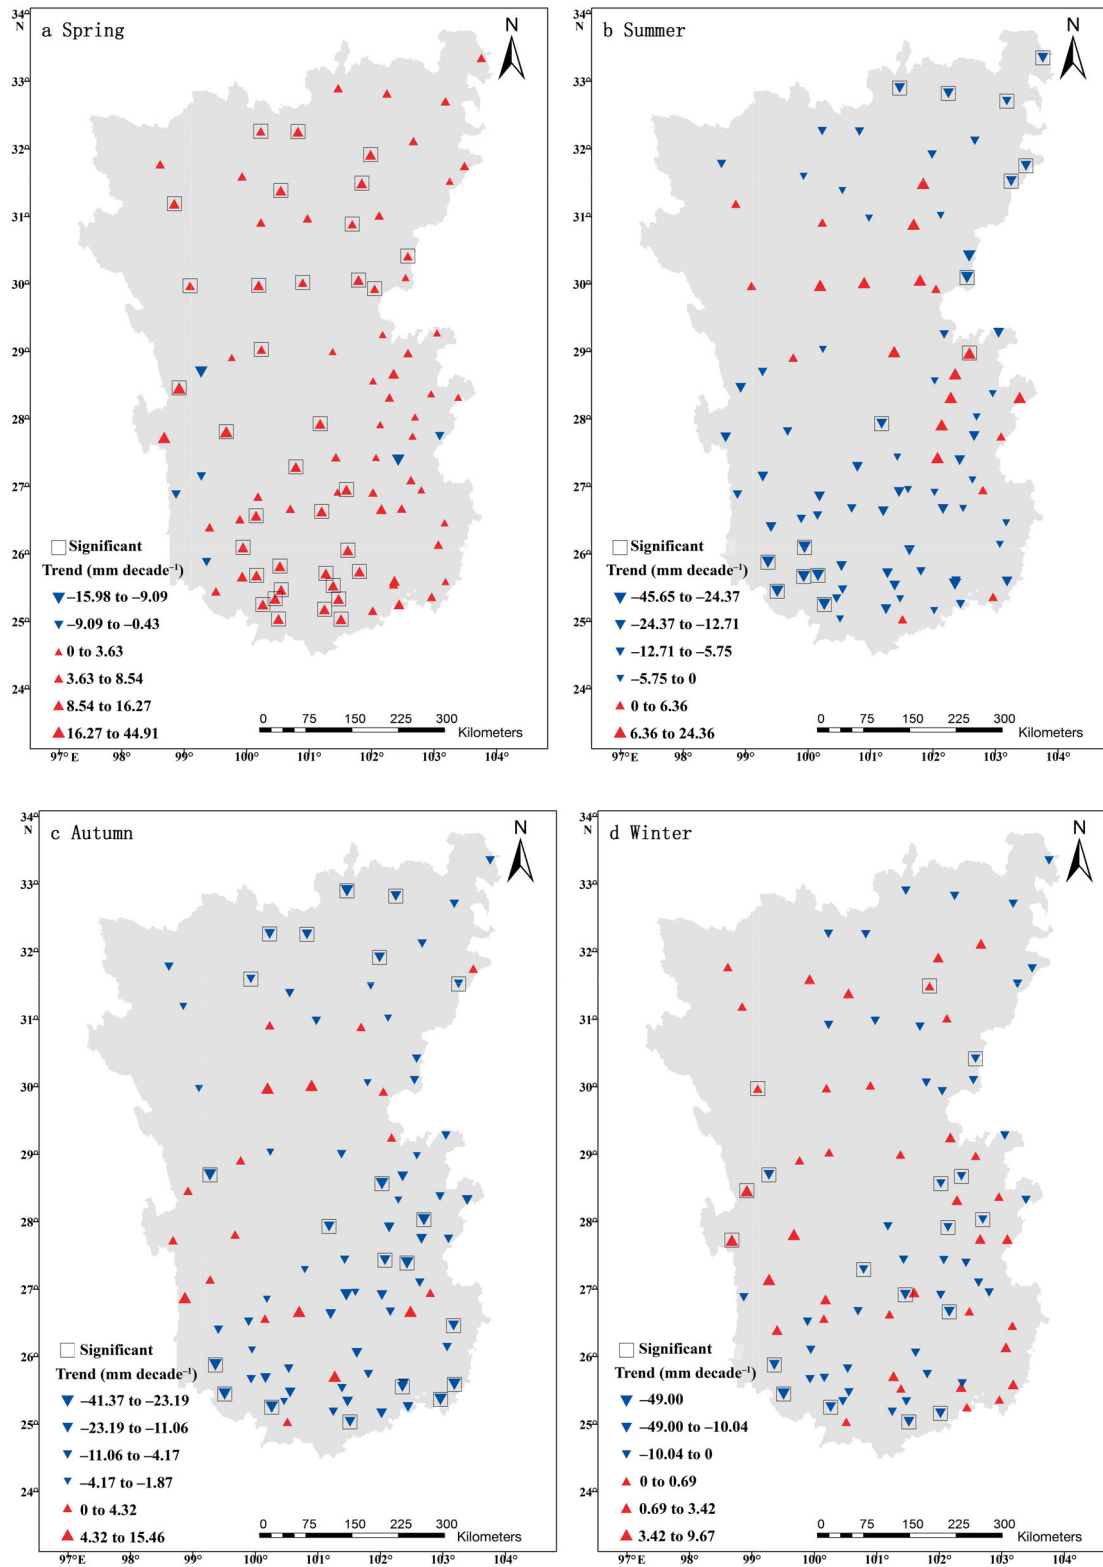 a Spring
N
34°
N
33°
32°
31°
30°
29°
28°
27°
26°
25°
24°
Significant
Trend (mm decade⁻¹)
−15.98 to −9.09
−9.09 to −0.43
0 to 3.63
3.63 to 8.54
8.54 to 16.27
16.27 to 44.91
0 75 150 225 300
Kilometers
97° E 98° 99° 100° 101° 102° 103° 104°
b Summer
N
34°
N
33°
32°
31°
30°
29°
28°
27°
26°
25°
24°
Significant
Trend (mm decade⁻¹)
−45.65 to −24.37
−24.37 to −12.71
−12.71 to −5.75
−5.75 to 0
0 to 6.36
6.36 to 24.36
0 75 150 225 300
Kilometers
97° E 98° 99° 100° 101° 102° 103° 104°
c Autumn
N
34°
N
33°
32°
31°
30°
29°
28°
27°
26°
25°
24°
Significant
Trend (mm decade⁻¹)
−41.37 to −23.19
−23.19 to −11.06
−11.06 to −4.17
−4.17 to −1.87
0 to 4.32
4.32 to 15.46
0 75 150 225 300
Kilometers
97° E 98° 99° 100° 101° 102° 103° 104°
d Winter
N
34°
N
33°
32°
31°
30°
29°
28°
27°
26°
25°
24°
Significant
Trend (mm decade⁻¹)
−49.00
−49.00 to −10.04
−10.04 to 0
0 to 0.69
0.69 to 3.42
3.42 to 9.67
0 75 150 225 300
Kilometers
97° E 98° 99° 100° 101° 102° 103° 104°